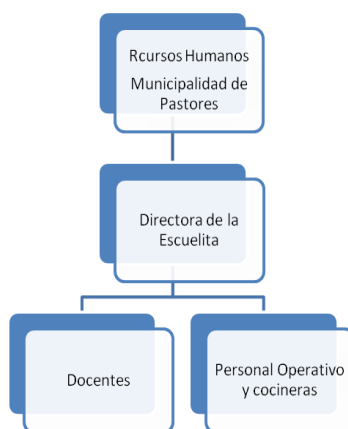 Rcursos Humanos
Municipalidad de
Pastores
Directora de la
Escuelita
Docentes
Personal Operativo
y cocineras